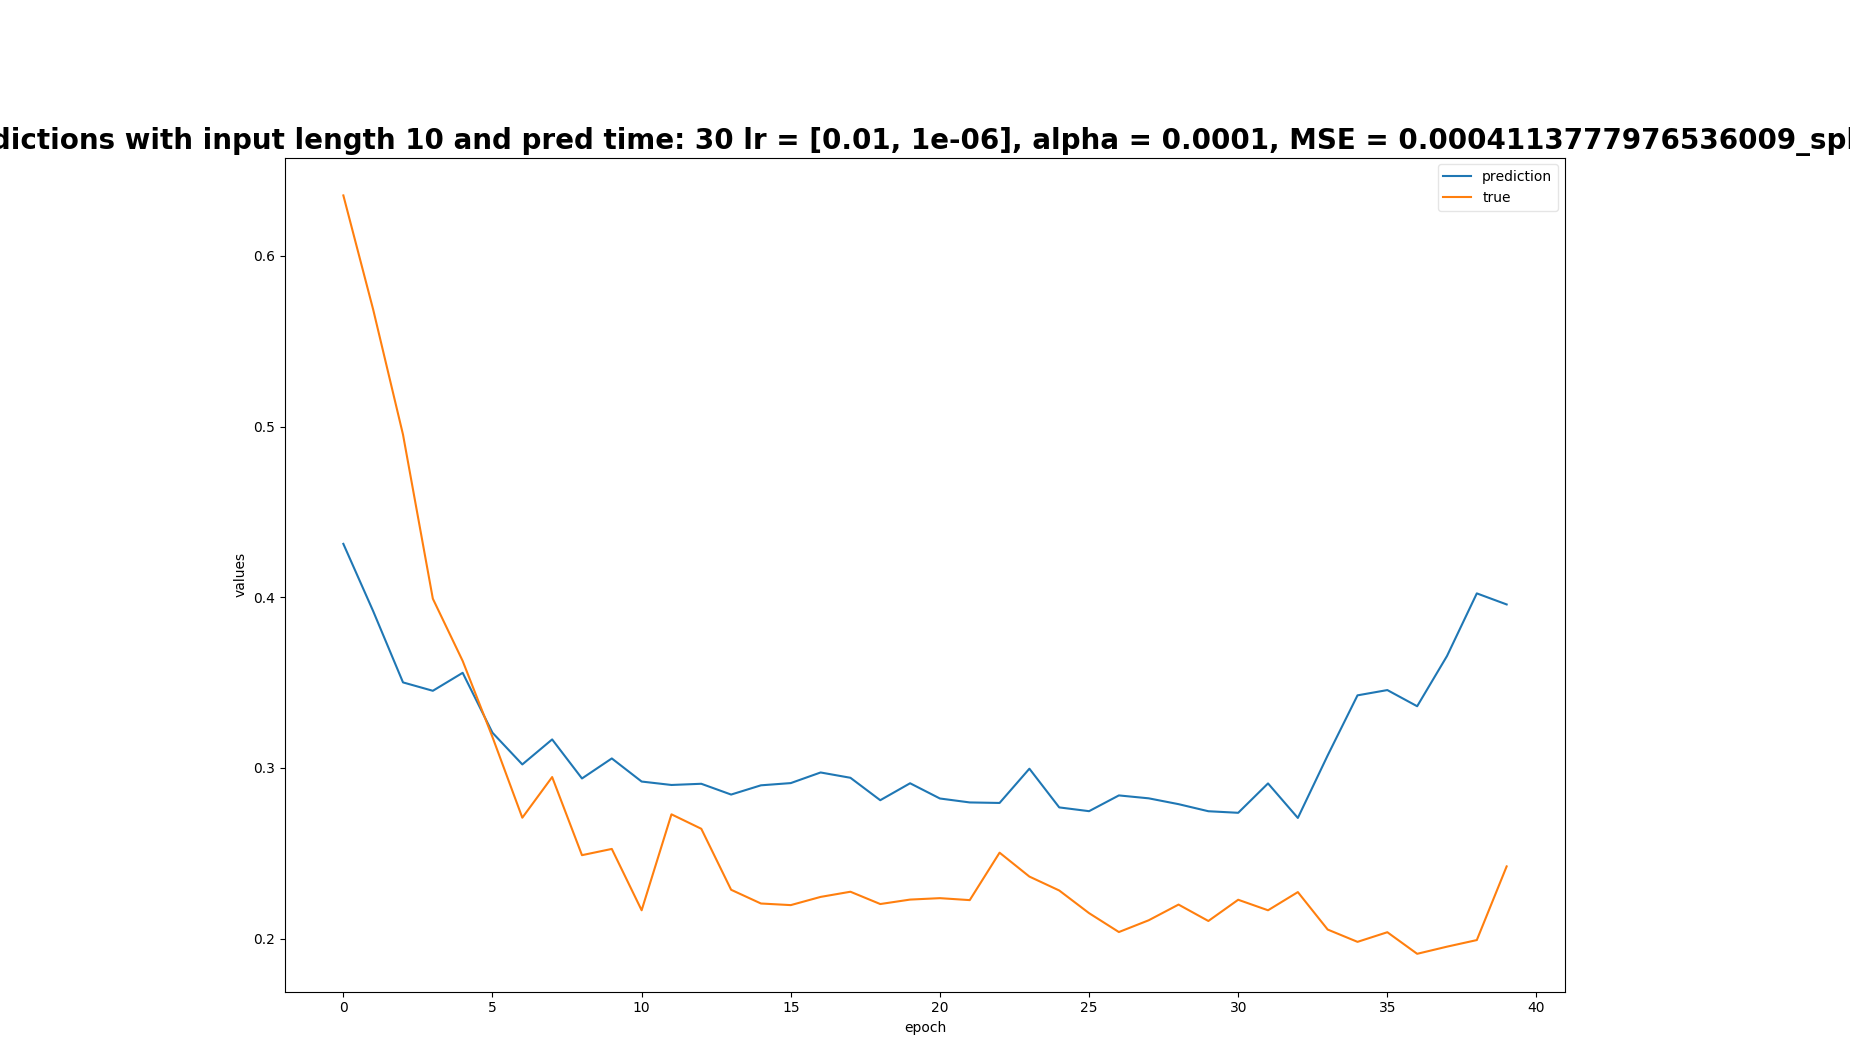 dictions with input length 10 and pred time: 30 lr = [0.01, 1e-06], alpha = 0.0001, MSE = 0.0004113777976536009_spl
prediction
true
0.6
0.5
0.4
0.3
0.2
values
0 5 10 15 20 25 30 35 40
epoch